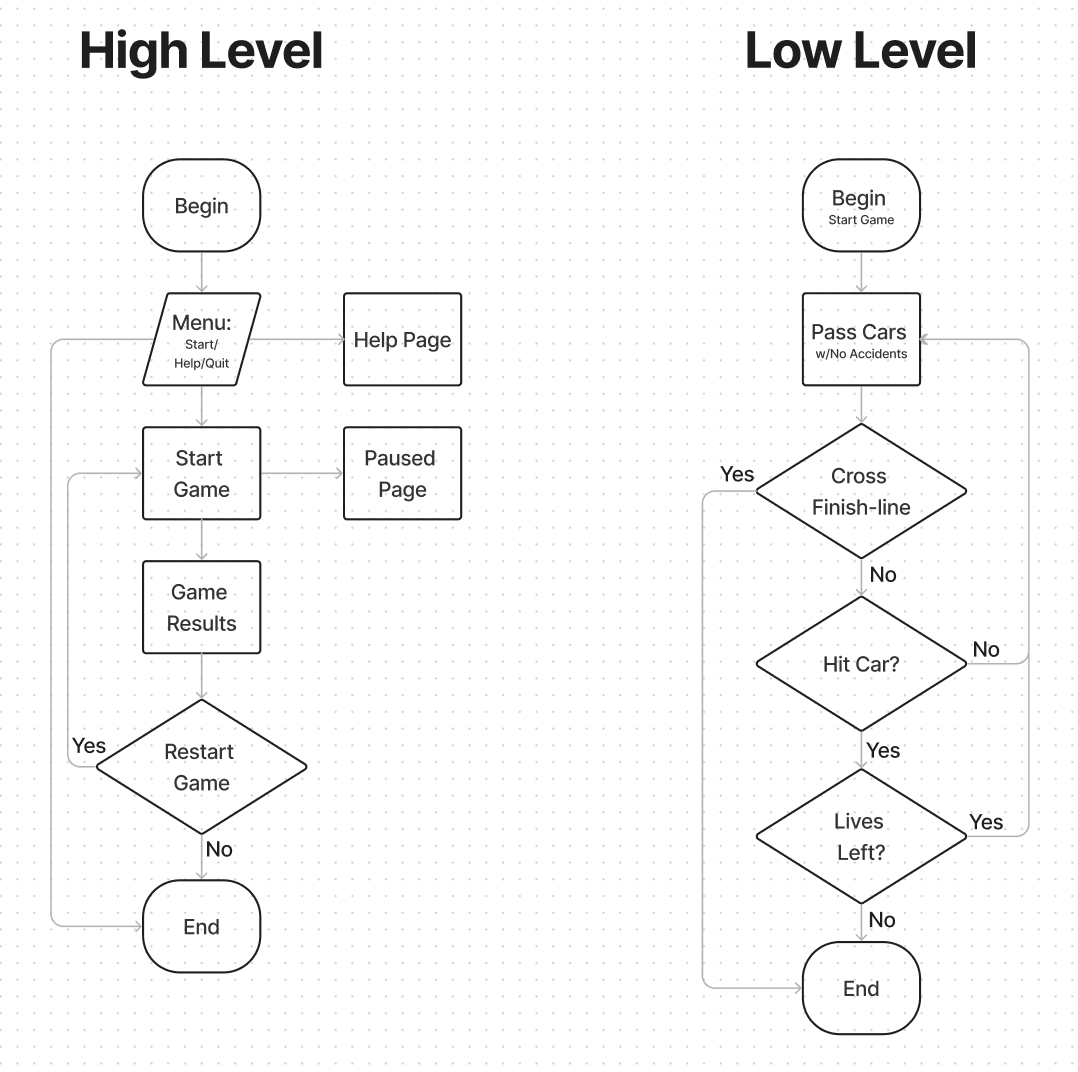 High Level
Begin
Menu:
Start/
Help/Quit
Help Page
Start
Game
Paused
Page
Game
Results
Restart
Game
Yes
No
End
Low Level
Begin
Start Game
Pass Cars
w/No Accidents
Cross
Finish-line
Yes
No
Hit Car?
No
Yes
Lives
Left?
Yes
No
End